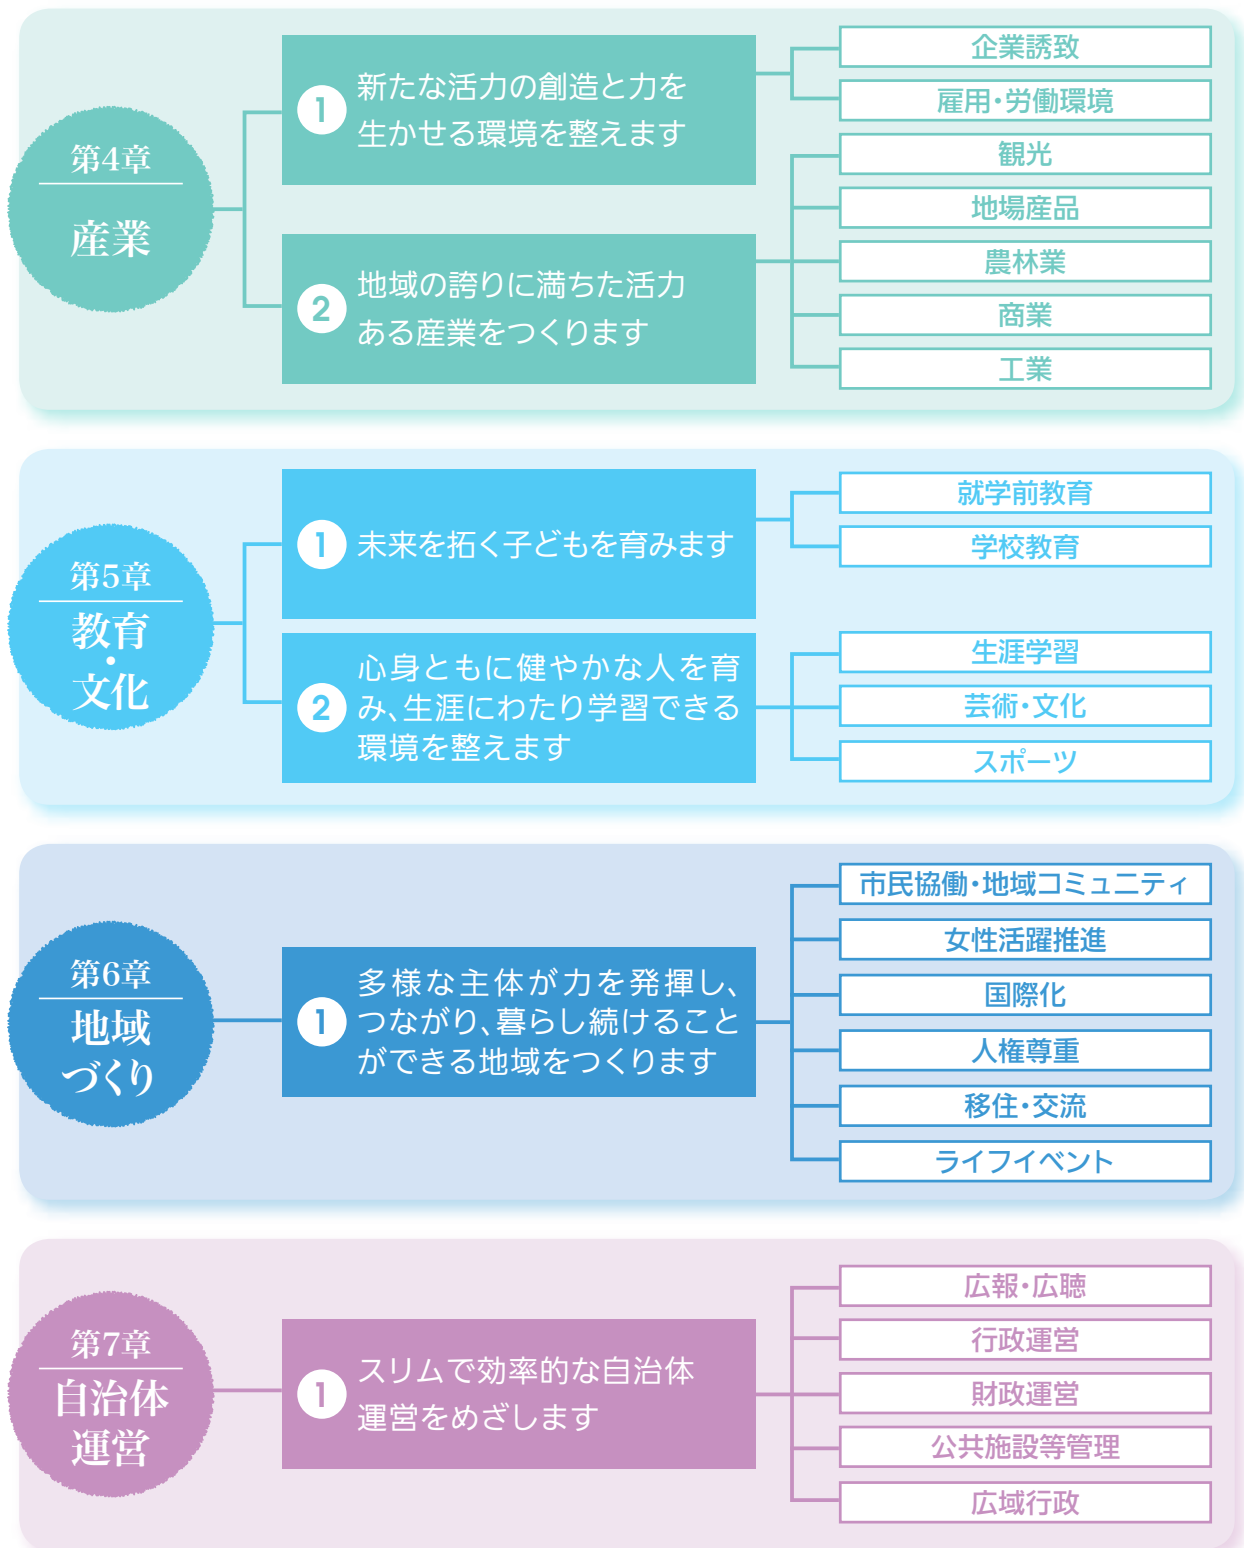 第4章
産業
1
新たな活力の創造と力を
生かせる環境を整えます
企業誘致
雇用・労働環境
2
地域の誇りに満ちた活力
ある産業をつくります
観光
地場産品
農林業
商業
工業
第5章
教育
・
文化
1
未来を拓く子どもを育みます
就学前教育
学校教育
2
心身ともに健やかな人を育
み、生涯にわたり学習できる
環境を整えます
生涯学習
芸術・文化
スポーツ
第6章
地域
づくり
1
多様な主体が力を発揮し、
つながり、暮らし続けること
ができる地域をつくります
市民協働・地域コミュニティ
女性活躍推進
国際化
人権尊重
移住・交流
ライフイベント
第7章
自治体
運営
1
スリムで効率的な自治体
運営をめざします
広報・広聴
行政運営
財政運営
公共施設等管理
広域行政